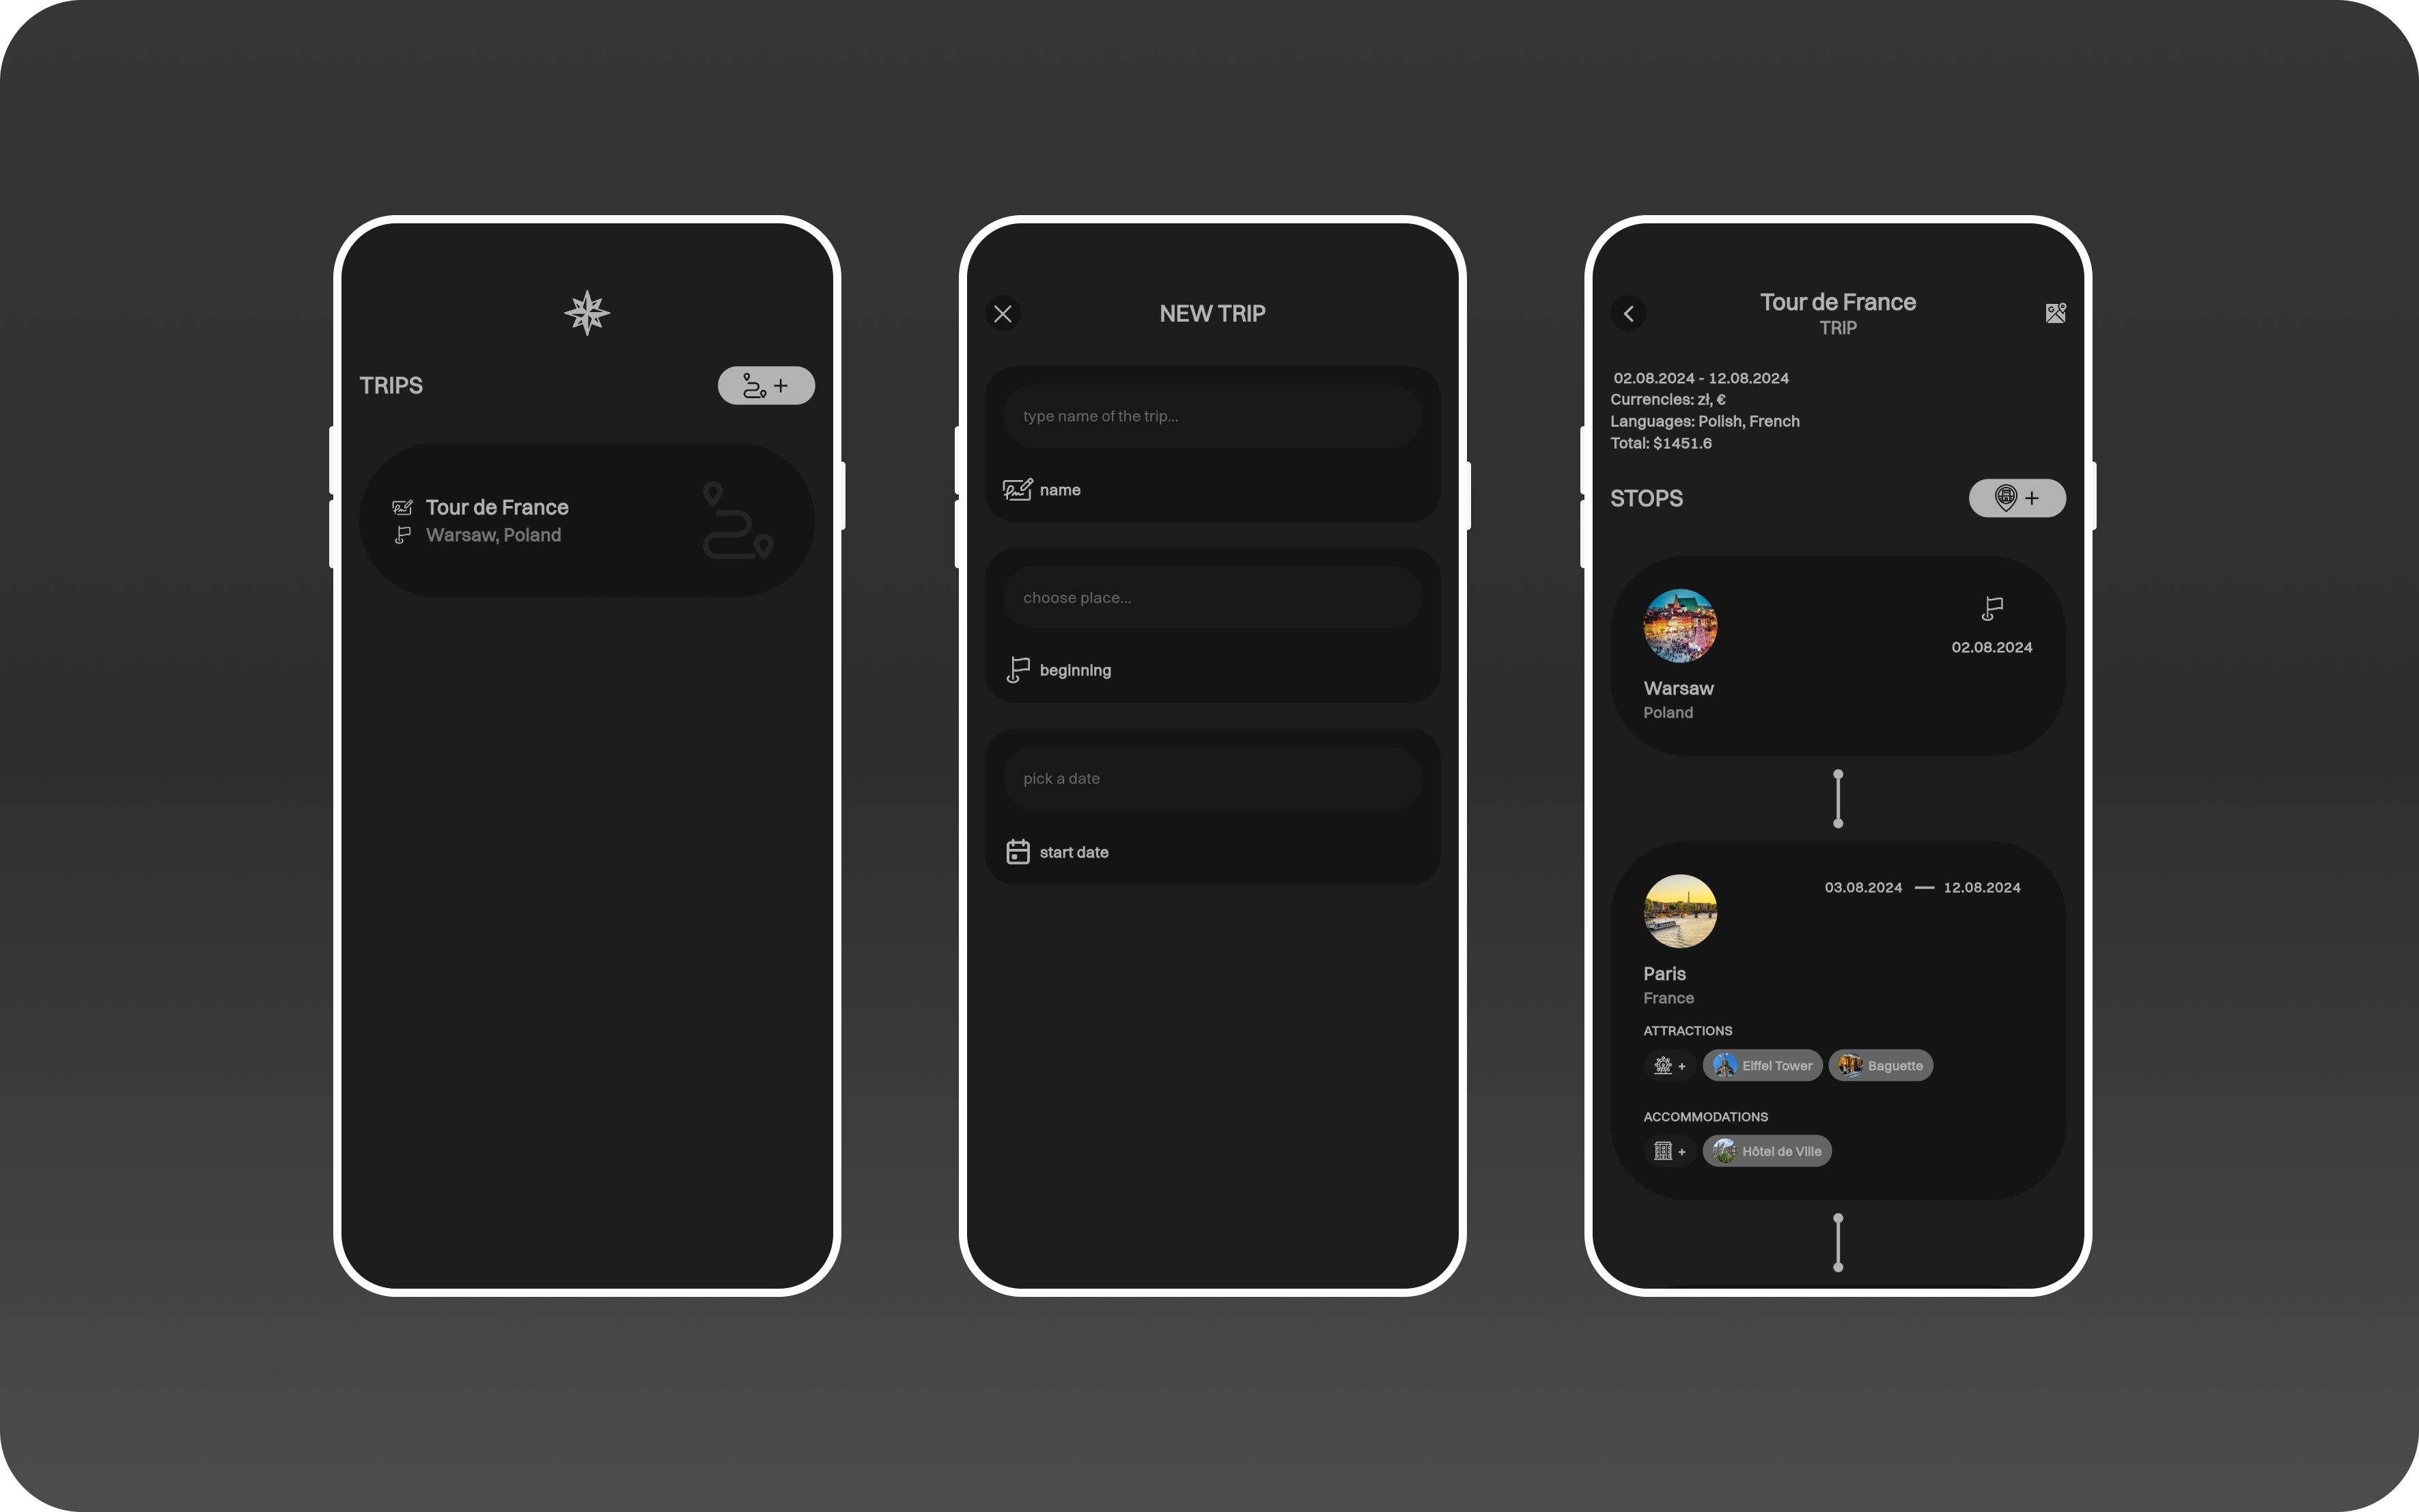 TRIPS
+
Tour de France
Warsaw, Poland
NEW TRIP
type name of the trip...
name
choose place...
beginning
pick a date
start date
Tour de France
TRIP
02.08.2024 - 12.08.2024
Currencies: zł, €
Languages: Polish, French
Total: $1451.6
STOPS
+
02.08.2024
Warsaw
Poland
03.08.2024 — 12.08.2024
Paris
France
ATTRACTIONS
+ Eiffel Tower Baguette
ACCOMMODATIONS
+ Hôtel de Ville